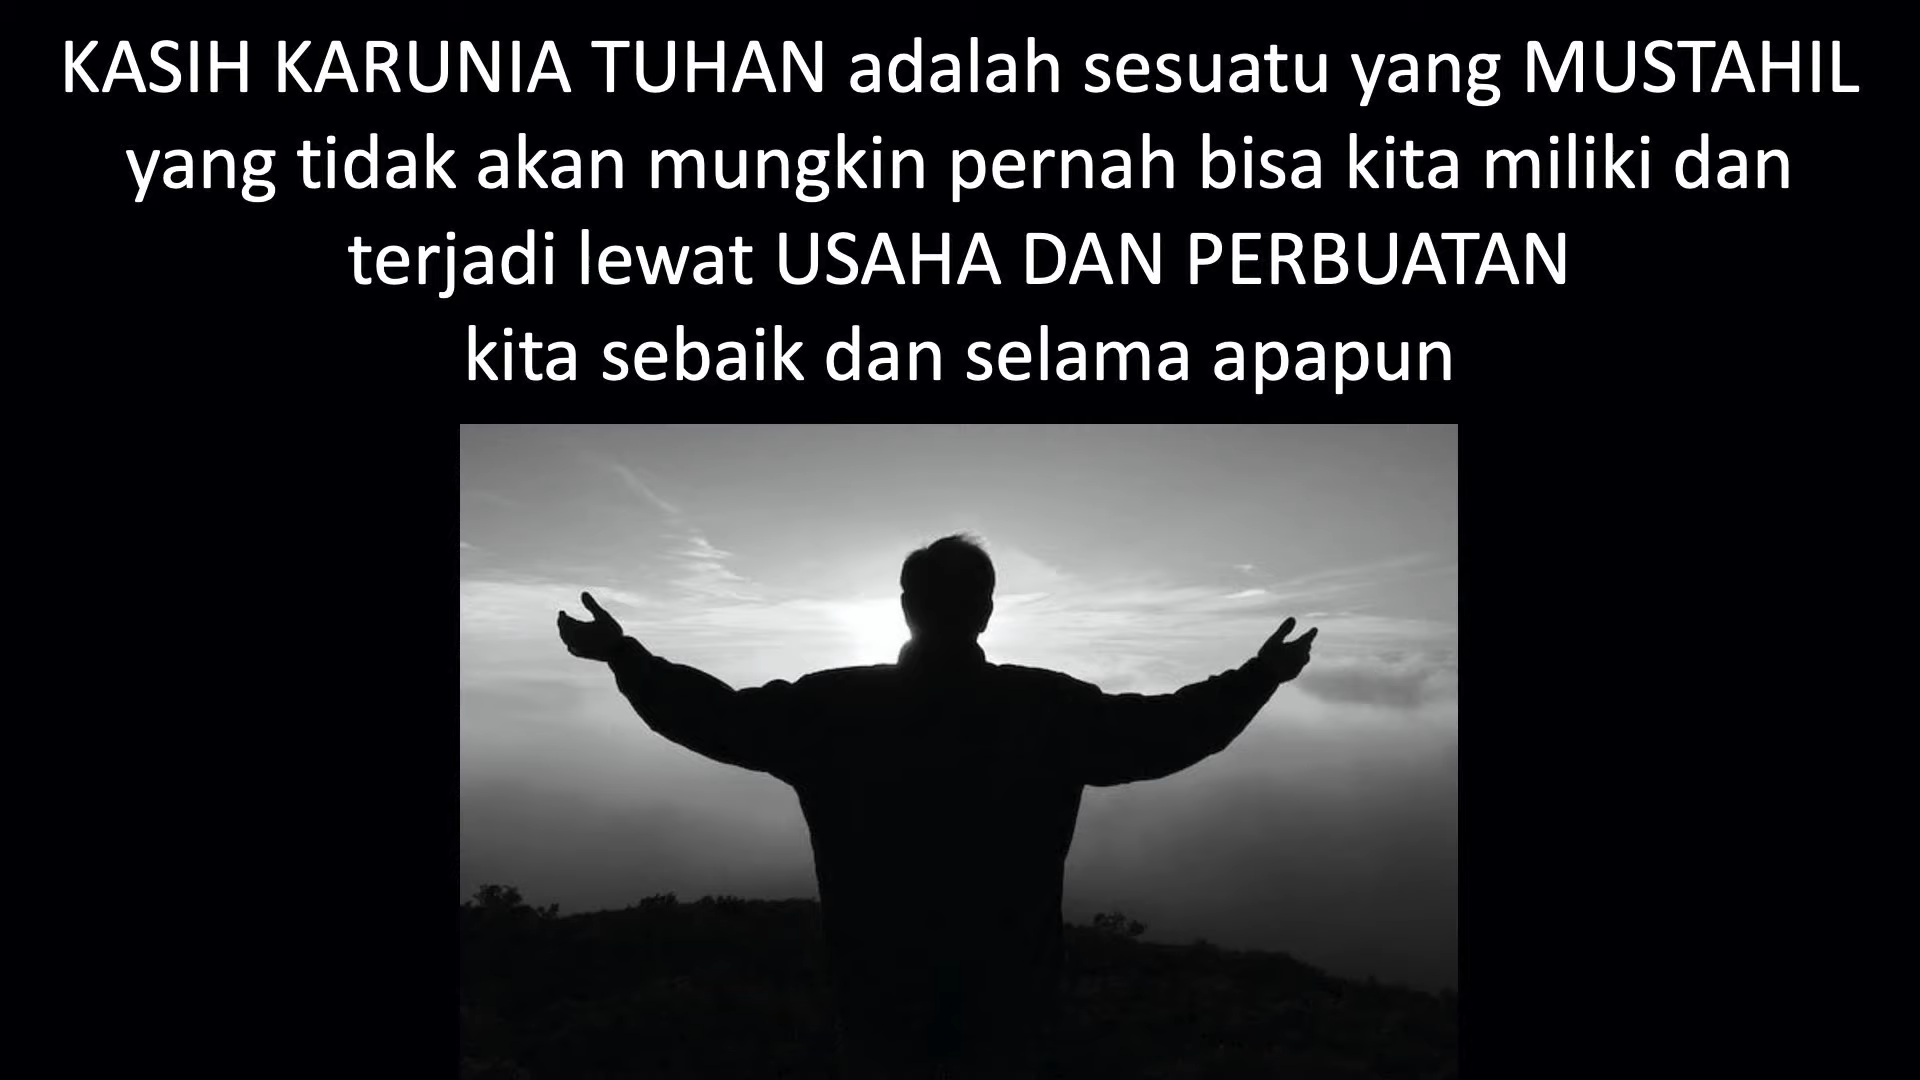 KASIH KARUNIA TUHAN adalah sesuatu yang MUSTAHIL
yang tidak akan mungkin pernah bisa kita miliki dan
terjadi lewat USAHA DAN PERBUATAN
kita sebaik dan selama apapun